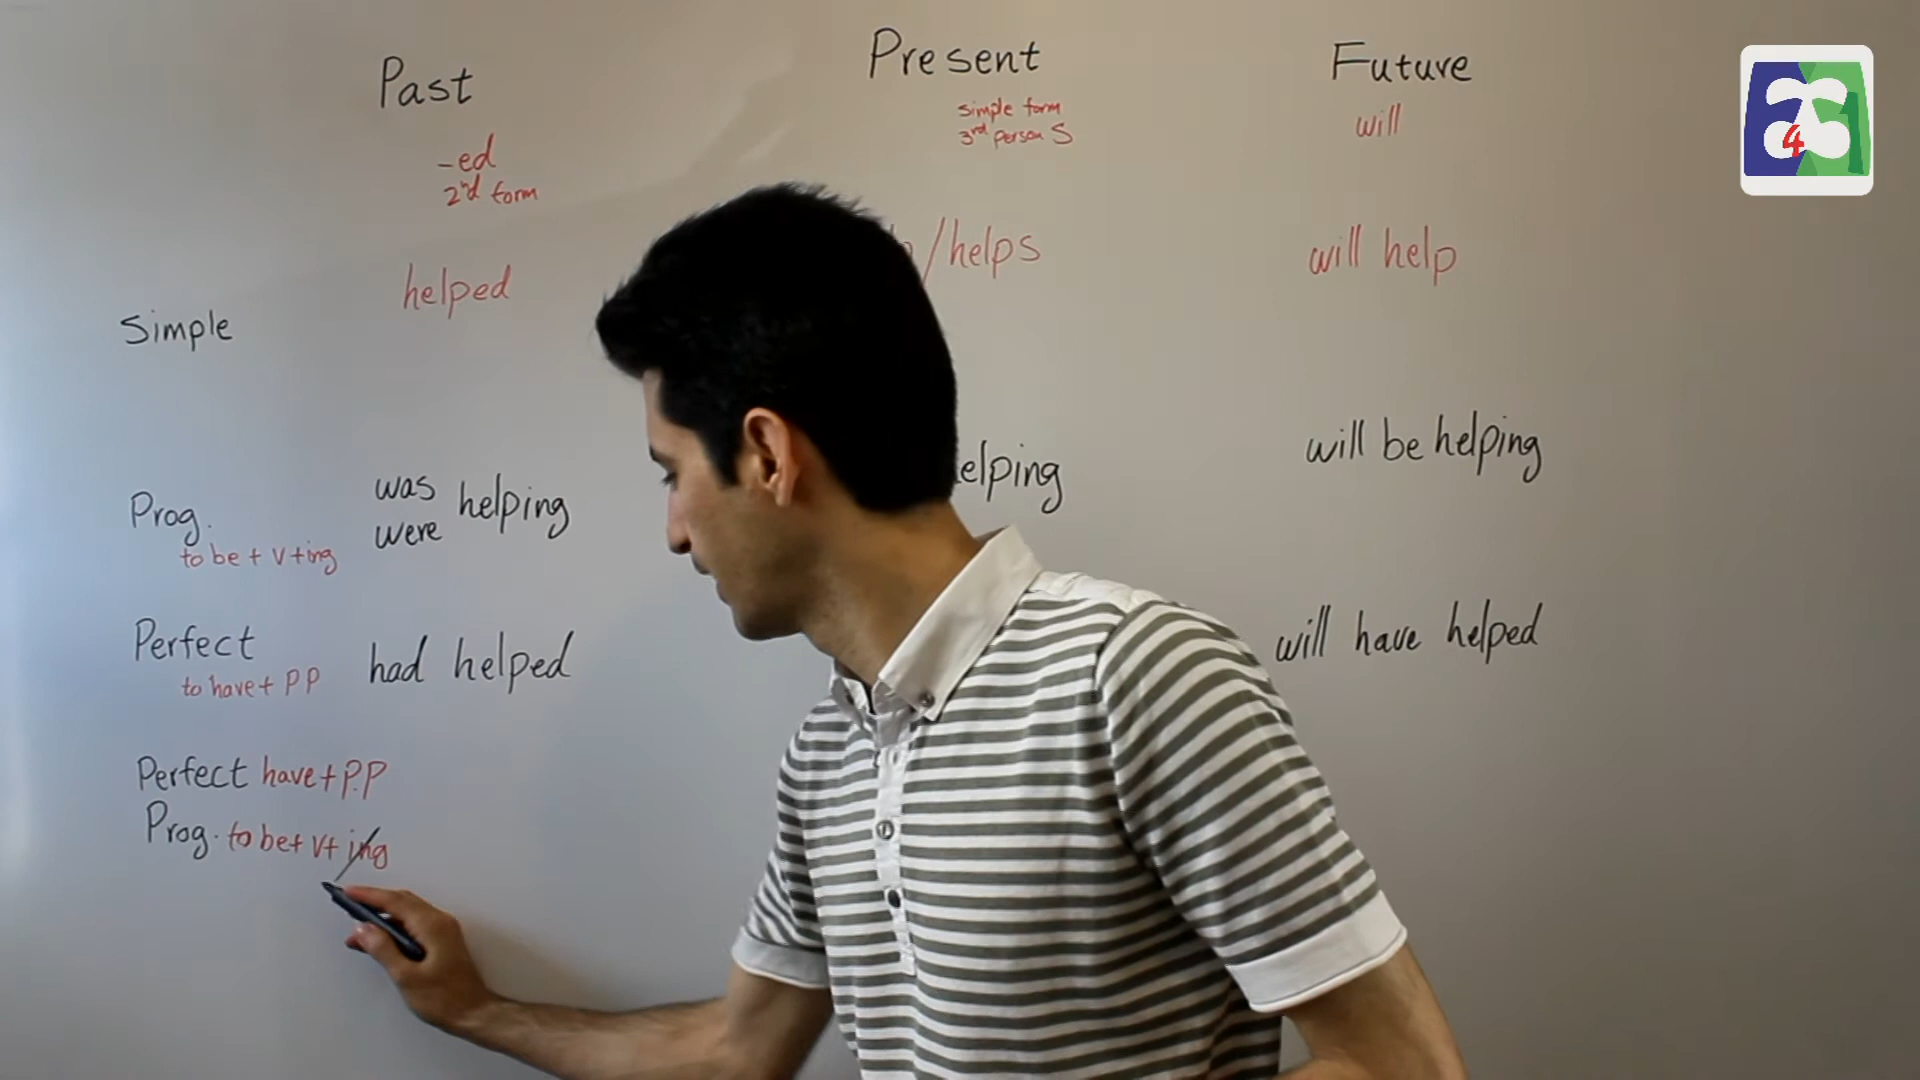 Past
Present
Future
-ed
2nd form
simple form
3rd person S
will
helped
/helps
will help
Simple
Prog.
to be + v +ing
was
were
helping
elping
will be helping
Perfect
to have + PP
had helped
will have helped
Perfect have + P.P
Prog. to be + v + ing
4